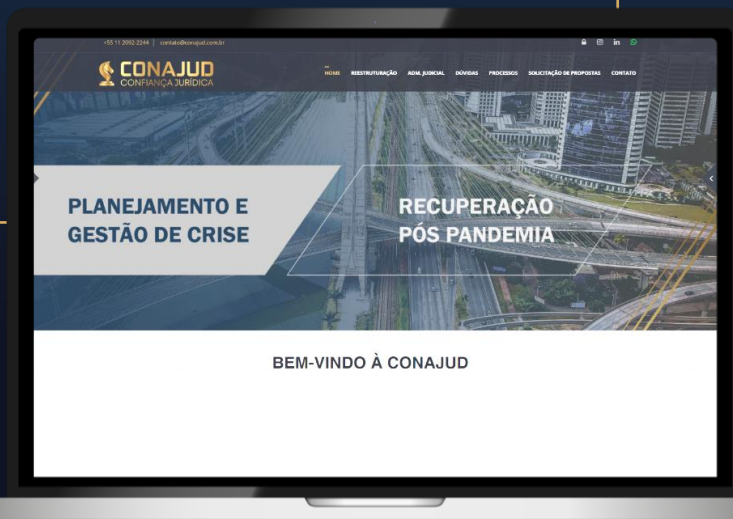 +55 11 2092-2244 | contato@conajud.com.br
CONAJUD
CONFIANÇA JURÍDICA
HOME REESTRUTURAÇÃO ADM. JUDICIAL DÚVIDAS PROCESSOS SOLICITAÇÃO DE PROPOSTAS CONTATO
PLANEJAMENTO E
GESTÃO DE CRISE
RECUPERAÇÃO
PÓS PANDEMIA
BEM-VINDO À CONAJUD